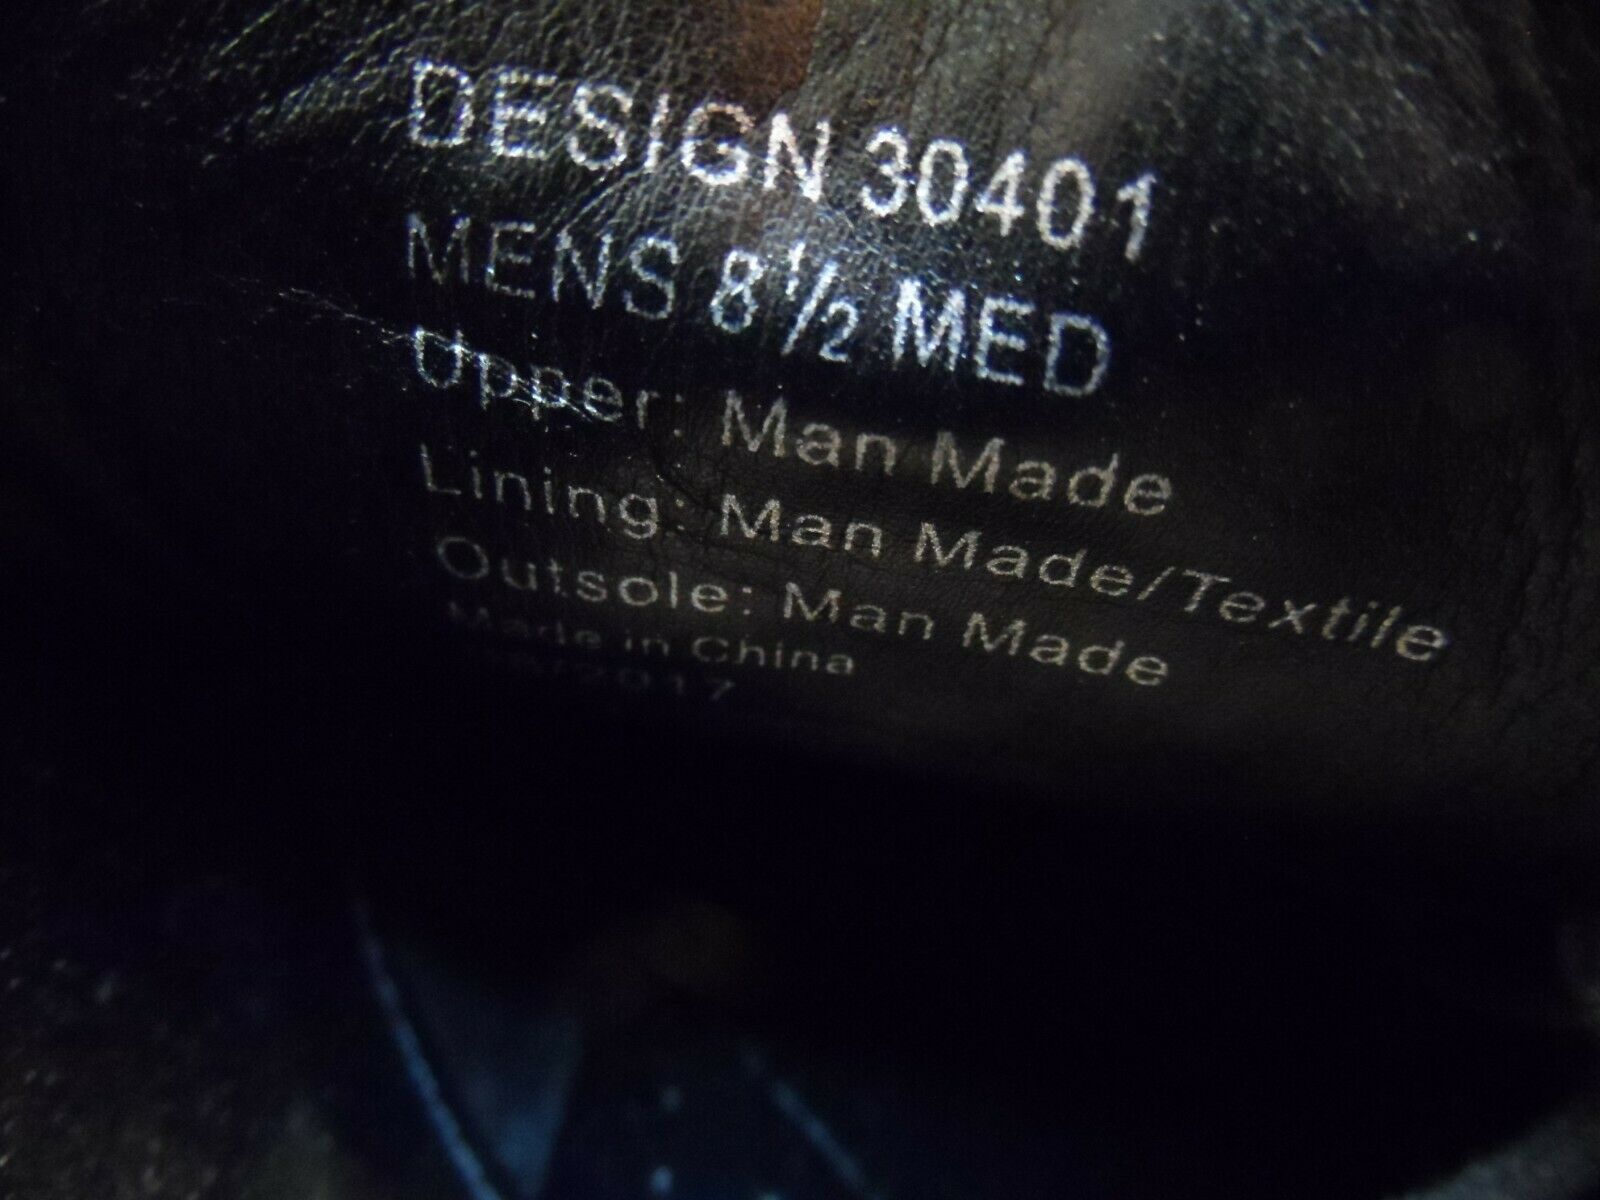 DESIGN 30401
MENS 8 1/2 MED
Upper: Man Made
Lining: Man Made/Textile
Outsole: Man Made
Made in China
/2017